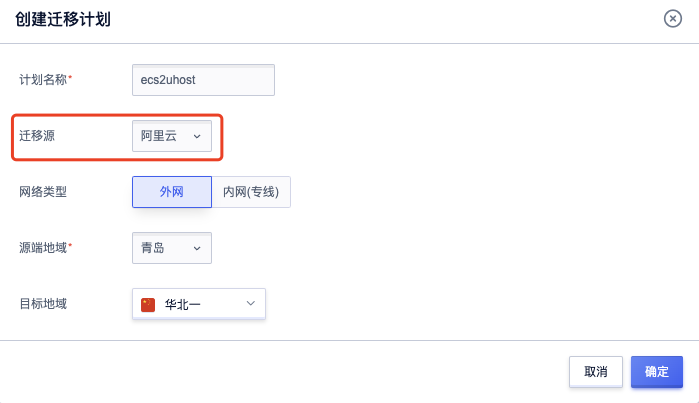 创建迁移计划
计划名称* ecs2uhost
迁移源 阿里云
网络类型 外网 内网(专线)
源端地域* 青岛
目标地域 华北一
取消 确定